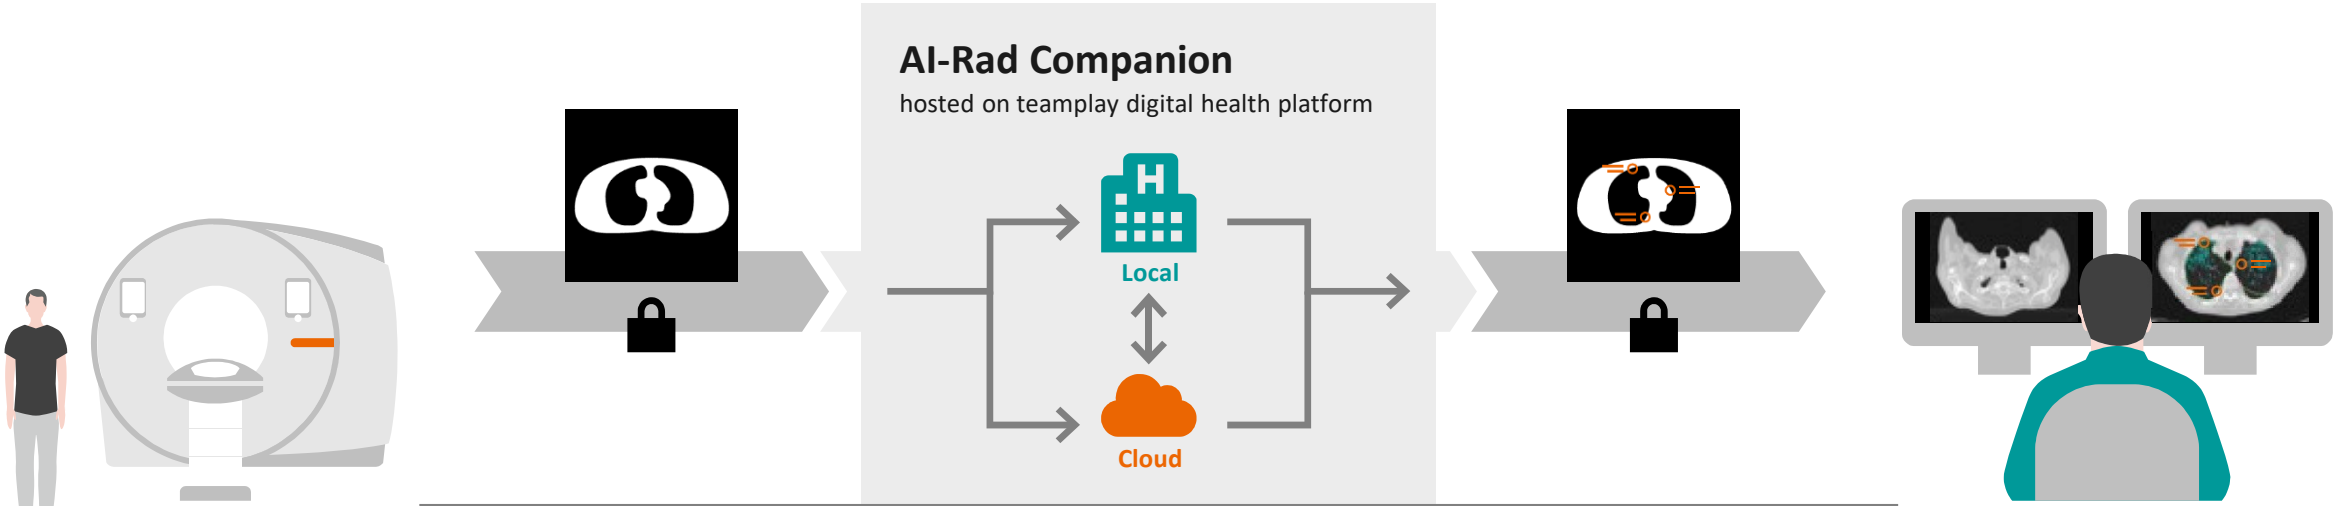 AI-Rad Companion
hosted on teamplay digital health platform
H
Local
Cloud